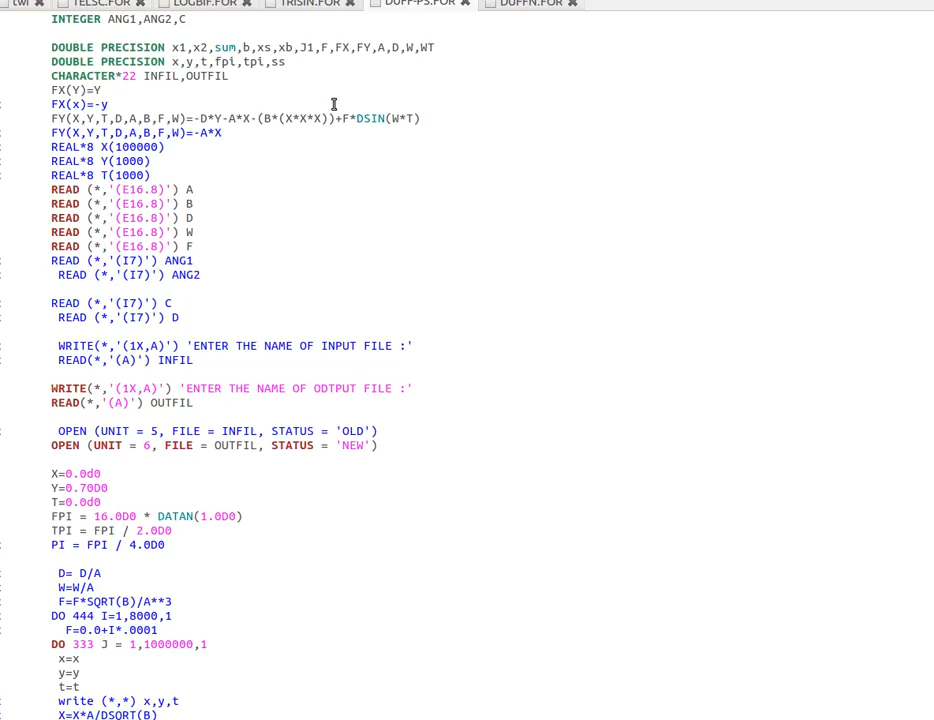 twi TELSC.FOR LOGBIF.FOR TRISIN.FOR DUFF-PS.FOR DUFFN.FOR
INTEGER ANG1,ANG2,C
DOUBLE PRECISION x1,x2,sum,b,xs,xb,J1,F,FX,FY,A,D,W,WT
DOUBLE PRECISION x,y,t,fpi,tpi,ss
CHARACTER*22 INFIL,OUTFIL
FX(Y)=Y
FX(x)=-y
FY(X,Y,T,D,A,B,F,W)=-D*Y-A*X-(B*(X*X*X))+F*DSIN(W*T)
FY(X,Y,T,D,A,B,F,W)=-A*X
REAL*8 X(100000)
REAL*8 Y(1000)
REAL*8 T(1000)
READ (*,'(E16.8)') A
READ (*,'(E16.8)') B
READ (*,'(E16.8)') D
READ (*,'(E16.8)') W
READ (*,'(E16.8)') F
READ (*,'(I7)') ANG1
READ (*,'(I7)') ANG2
READ (*,'(I7)') C
READ (*,'(I7)') D
WRITE(*,'(1X,A)') 'ENTER THE NAME OF INPUT FILE :'
READ(*,'(A)') INFIL
WRITE(*,'(1X,A)') 'ENTER THE NAME OF ODTPUT FILE :'
READ(*,'(A)') OUTFIL
OPEN (UNIT = 5, FILE = INFIL, STATUS = 'OLD')
OPEN (UNIT = 6, FILE = OUTFIL, STATUS = 'NEW')
X=0.0d0
Y=0.70D0
T=0.0d0
FPI = 16.0D0 * DATAN(1.0D0)
TPI = FPI / 2.0D0
PI = FPI / 4.0D0
D= D/A
W=W/A
F=F*SQRT(B)/A**3
DO 444 I=1,8000,1
F=0.0+I*.0001
DO 333 J = 1,1000000,1
x=x
y=y
t=t
write (*,*) x,y,t
X=X*A/DSQRT(B)